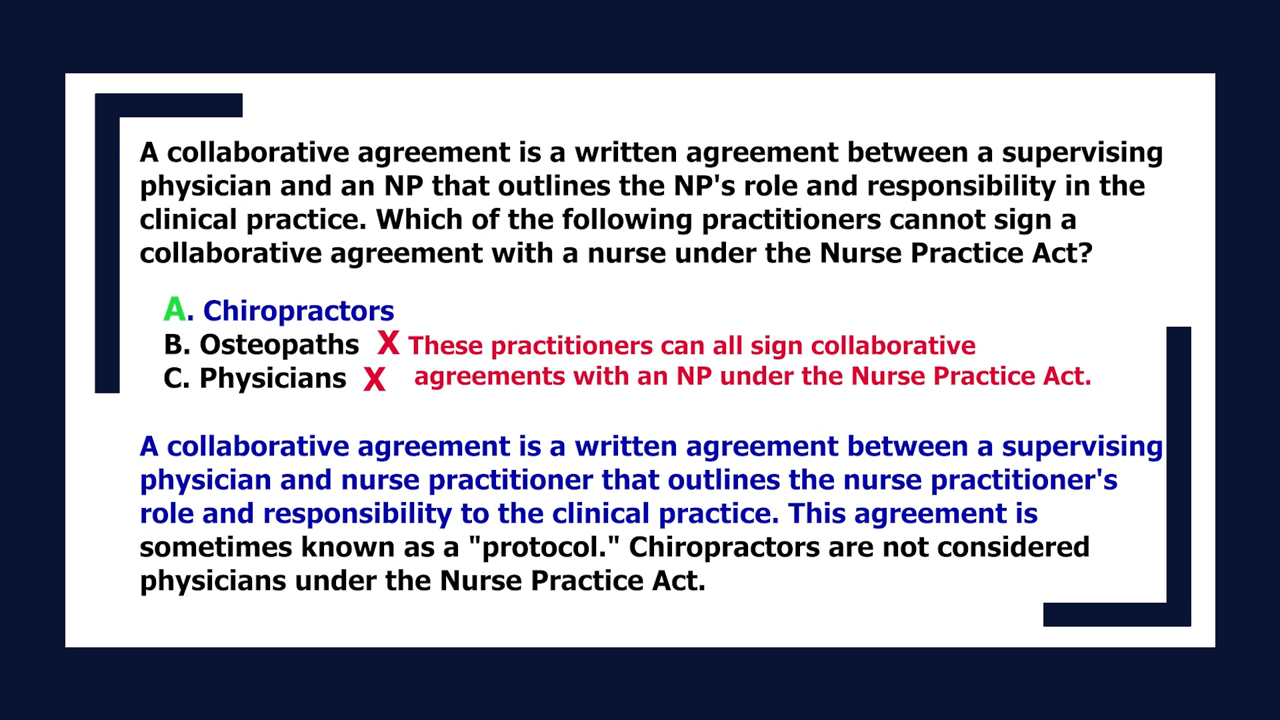 A collaborative agreement is a written agreement between a supervising
physician and an NP that outlines the NP's role and responsibility in the
clinical practice. Which of the following practitioners cannot sign a
collaborative agreement with a nurse under the Nurse Practice Act?
A. Chiropractors
B. Osteopaths X These practitioners can all sign collaborative
C. Physicians X agreements with an NP under the Nurse Practice Act.
A collaborative agreement is a written agreement between a supervising
physician and nurse practitioner that outlines the nurse practitioner's
role and responsibility to the clinical practice. This agreement is
sometimes known as a "protocol." Chiropractors are not considered
physicians under the Nurse Practice Act.